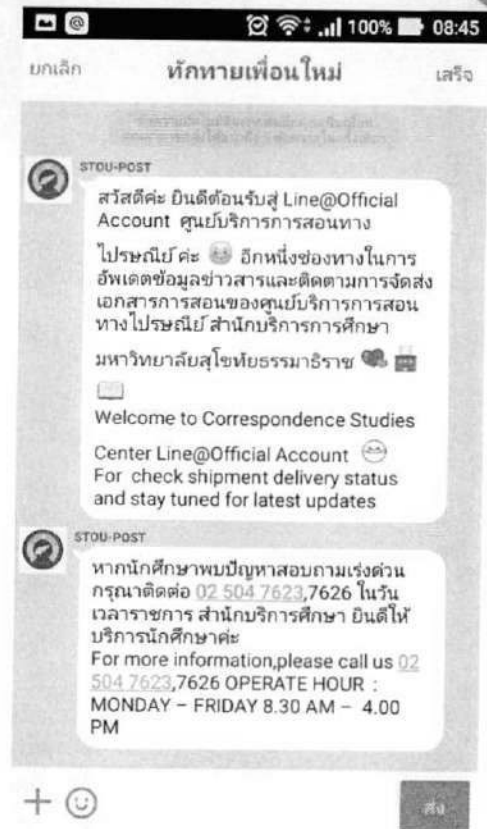 100% 08:45
ยกเลิก ทักทายเพื่อนใหม่ เสร็จ
STOU-POST
สวัสดีค่ะ ยินดีต้อนรับสู่ Line@Official
Account ศูนย์บริการการสอนทาง
ไปรษณีย์ ค่ะ อีกหนึ่งช่องทางในการ
อัพเดตข้อมูลข่าวสารและติดตามการจัดส่ง
เอกสารการสอนของศูนย์บริการการสอน
ทางไปรษณีย์ สำนักบริการการศึกษา
มหาวิทยาลัยสุโขทัยธรรมาธิราช
Welcome to Correspondence Studies
Center Line@Official Account
For check shipment delivery status
and stay tuned for latest updates
STOU-POST
หากนักศึกษาพบปัญหาสอบถามเร่งด่วน
กรุณาติดต่อ 02 504 7623,7626 ในวัน
เวลาราชการ สำนักบริการศึกษา ยินดีให้
บริการนักศึกษาค่ะ
For more information,please call us 02
504 7623,7626 OPERATE HOUR :
MONDAY – FRIDAY 8.30 AM – 4.00
PM
ส่ง